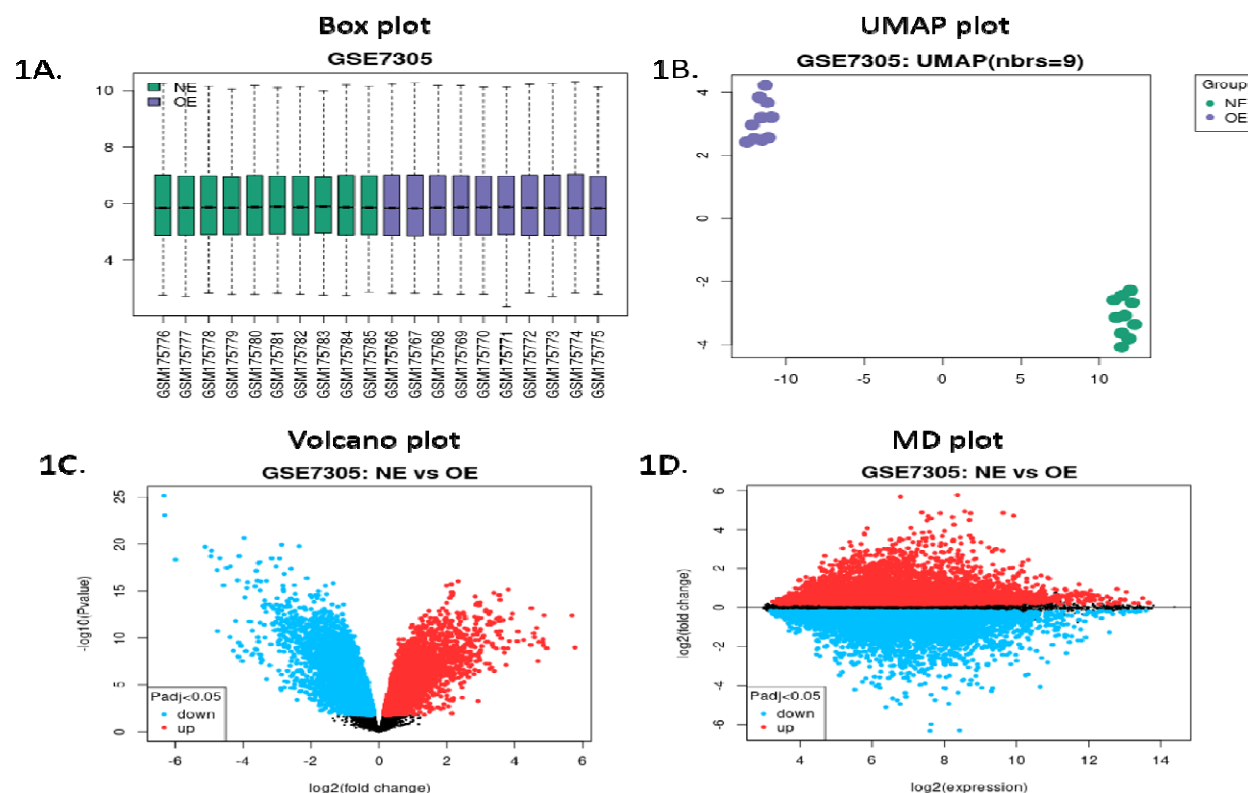 Box plot
1A.
GSE7305
NE
OE
10
8
6
4
GSM175776
GSM175777
GSM175778
GSM175779
GSM175780
GSM175781
GSM175782
GSM175783
GSM175784
GSM175785
GSM175766
GSM175767
GSM175768
GSM175769
GSM175770
GSM175771
GSM175772
GSM175773
GSM175774
GSM175775
UMAP plot
1B.
GSE7305: UMAP(nbrs=9)
4
2
0
-2
-4
-10
-5
0
5
10
Group
NE
OE
Volcano plot
1C.
GSE7305: NE vs OE
-log10(Pvalue)
25
20
15
10
5
0
Padj<0.05
down
up
-6
-4
-2
0
2
4
6
log2(fold change)
MD plot
1D.
GSE7305: NE vs OE
log2(fold change)
6
4
2
0
-2
-4
-6
Padj<0.05
down
up
4
6
8
10
12
14
log2(expression)